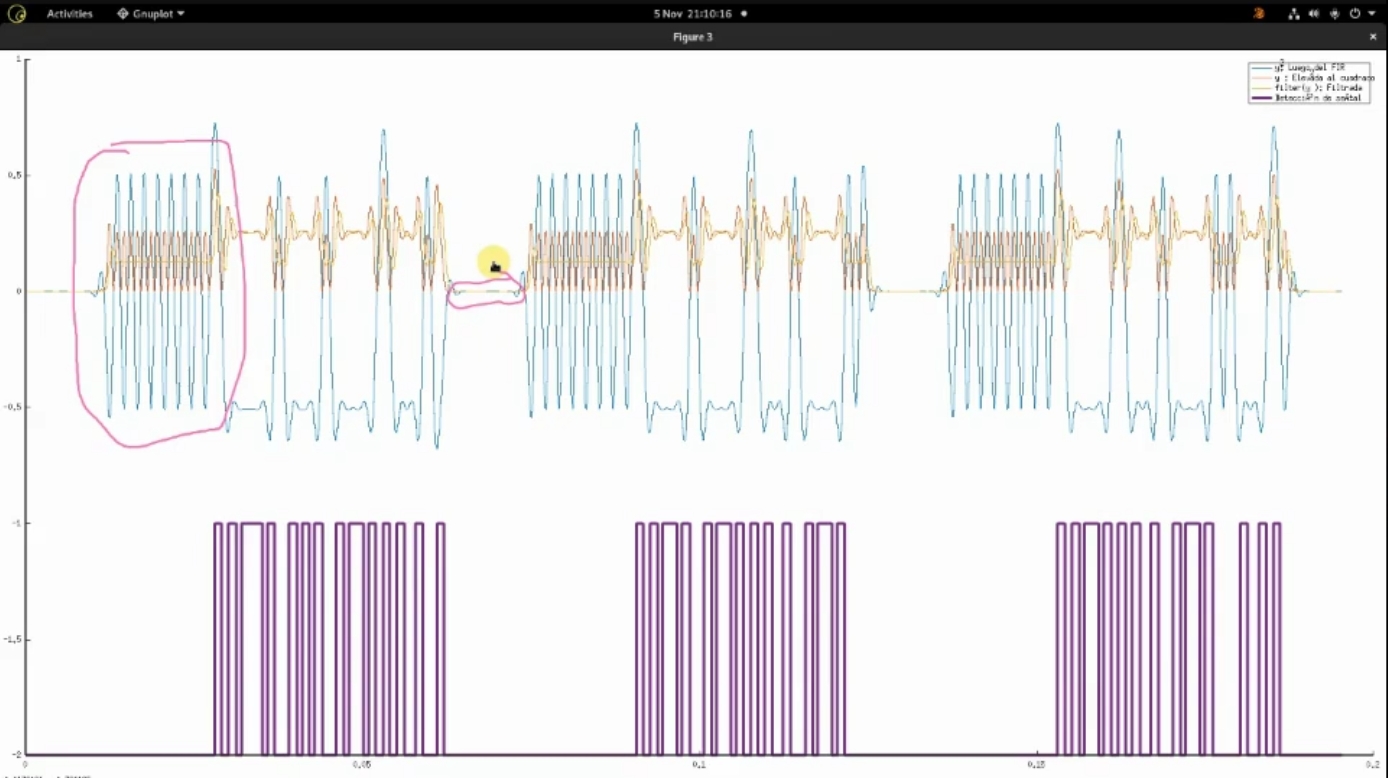 Activities Gnuplot 5 Nov 21:10:16
Figure 3
1
0,5
0
-0,5
-1
-1,5
-2
0 0,05 0,1 0,15 0,2
y: Luego del FIR
y²: Elevada al cuadrado
filter(y²): Filtrada
de señal